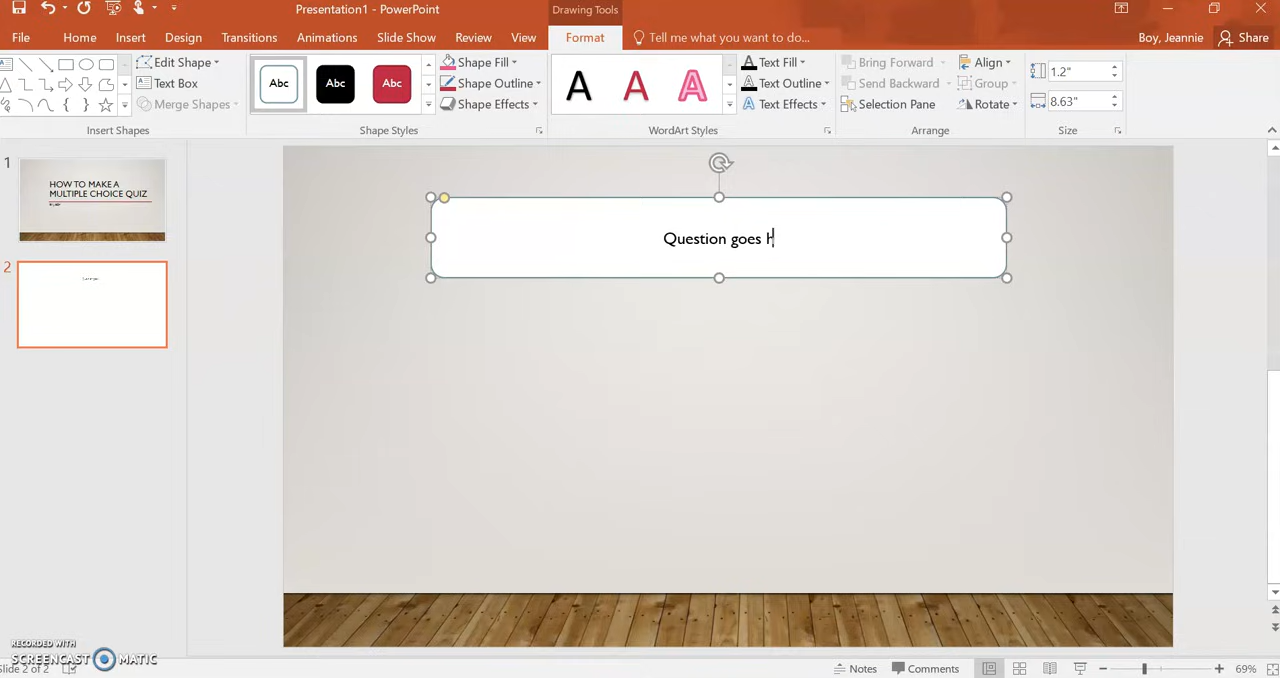 Presentation1 - PowerPoint
Drawing Tools
File Home Insert Design Transitions Animations Slide Show Review View Format Tell me what you want to do... Boy, Jeannie Share
Edit Shape
Text Box
Merge Shapes
Insert Shapes
Abc Abc Abc
Shape Fill
Shape Outline
Shape Effects
Shape Styles
A A A
Text Fill
Text Outline
Text Effects
WordArt Styles
Bring Forward
Send Backward
Selection Pane
Align
Group
Rotate
Arrange
1.2"
8.63"
Size
1
HOW TO MAKE A
MULTIPLE CHOICE QUIZ
2
Question goes h
RECORDED WITH
SCREENCAST MATIC
Slide 2 of 2
Notes Comments 69%